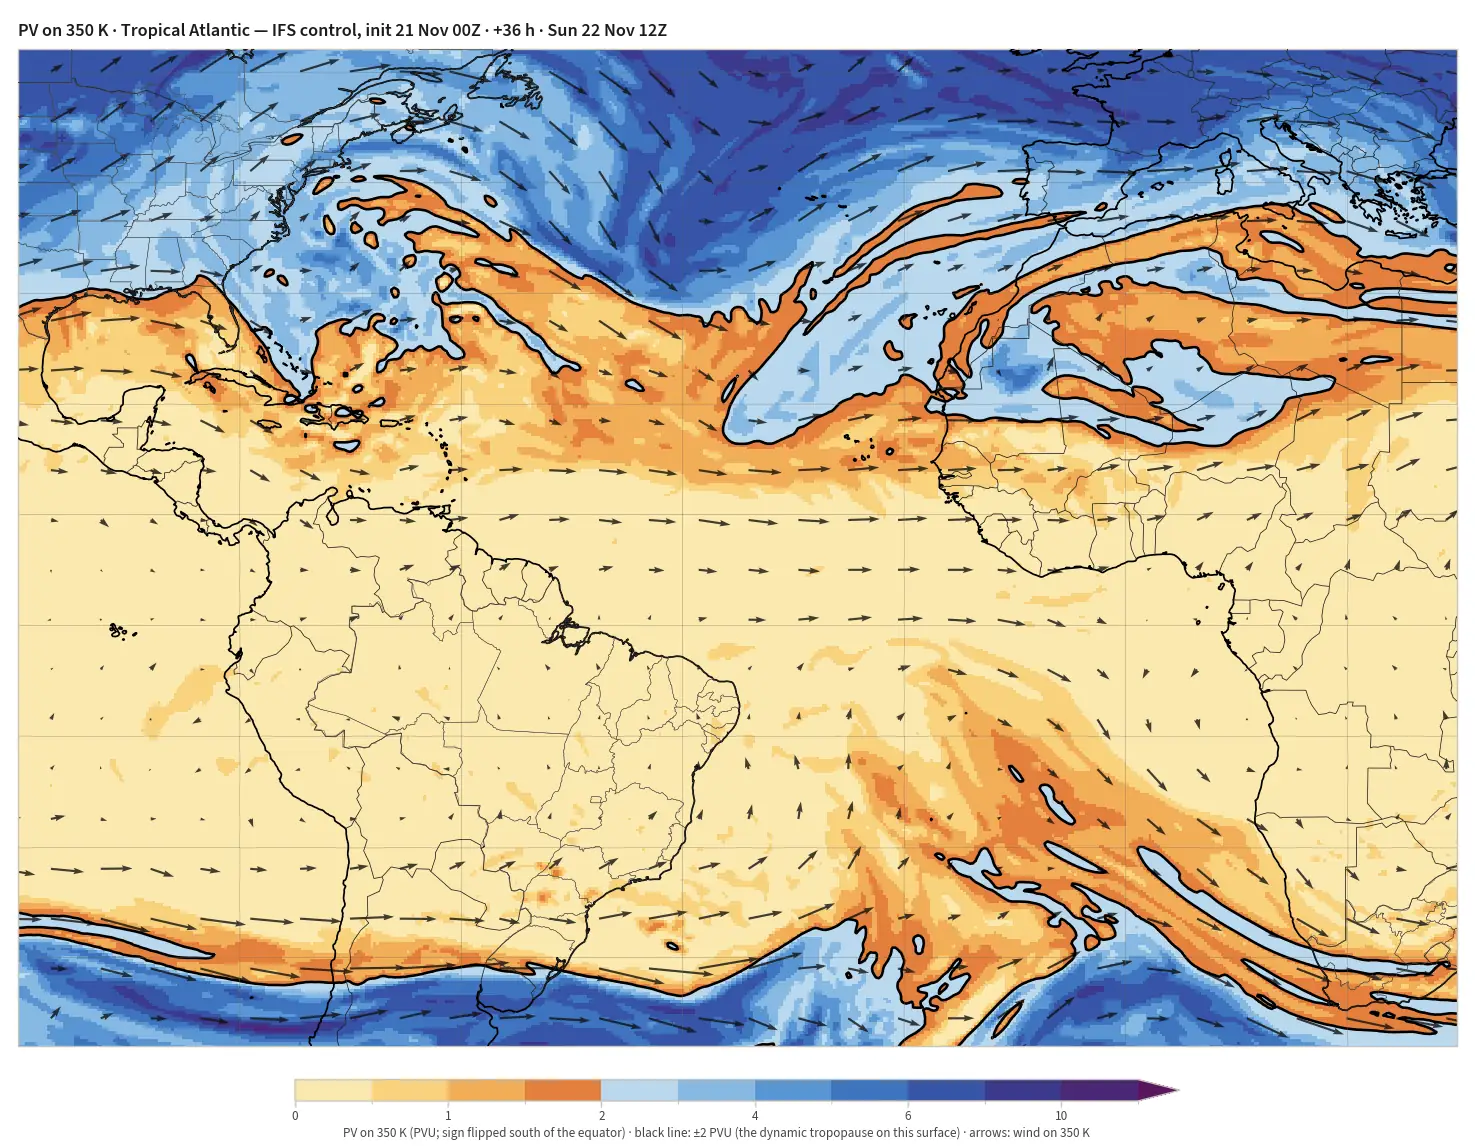 PV on 350 K · Tropical Atlantic — IFS control, init 21 Nov 00Z · +36 h · Sun 22 Nov 12Z
0 1 2 4 6 10
PV on 350 K (PVU; sign flipped south of the equator) · black line: ±2 PVU (the dynamic tropopause on this surface) · arrows: wind on 350 K